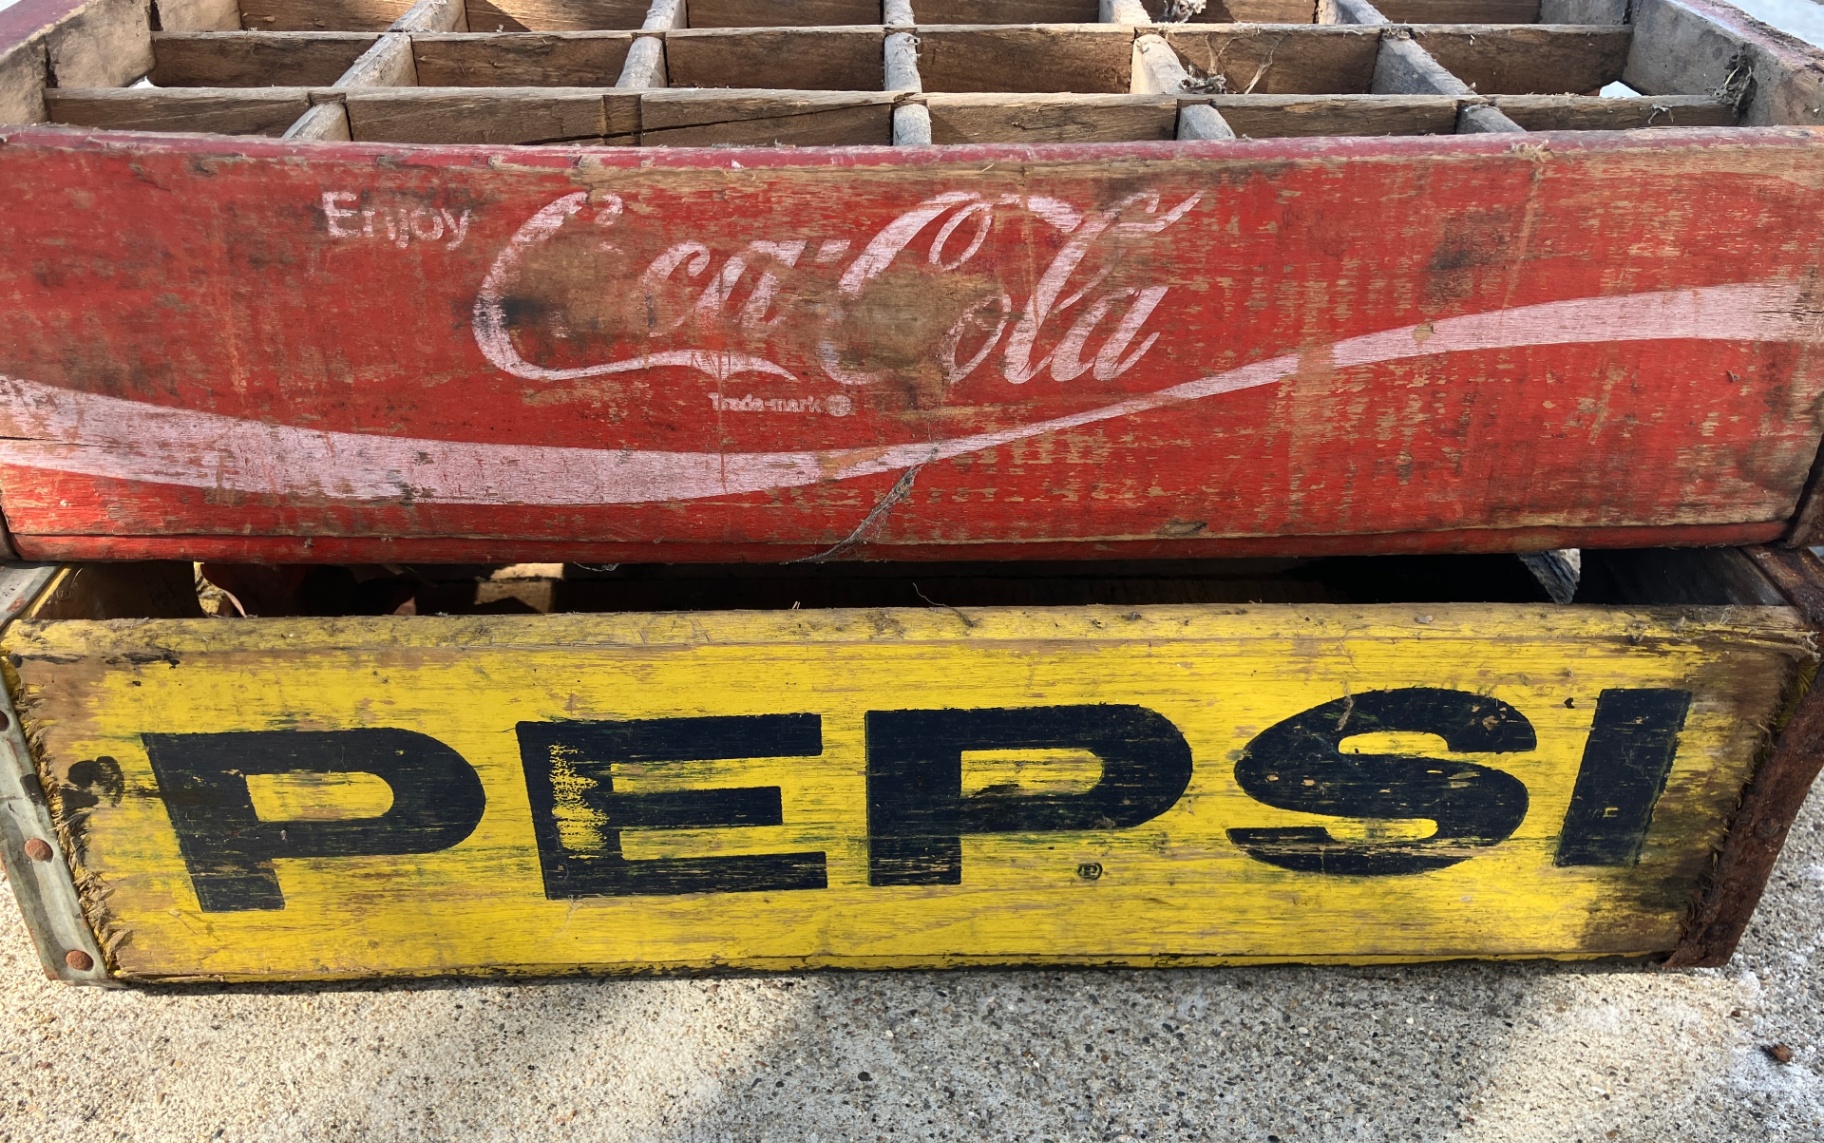 Enjoy
Coca-Cola
Trade-mark ®
PEPSI
®